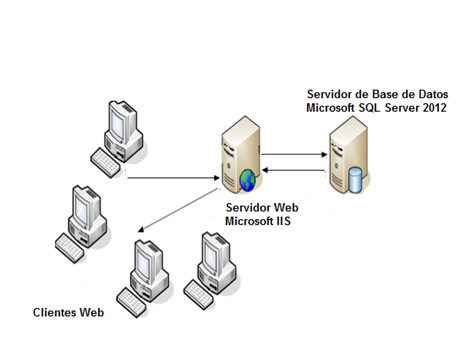 Servidor de Base de Datos
Microsoft SQL Server 2012
Servidor Web
Microsoft IIS
Clientes Web